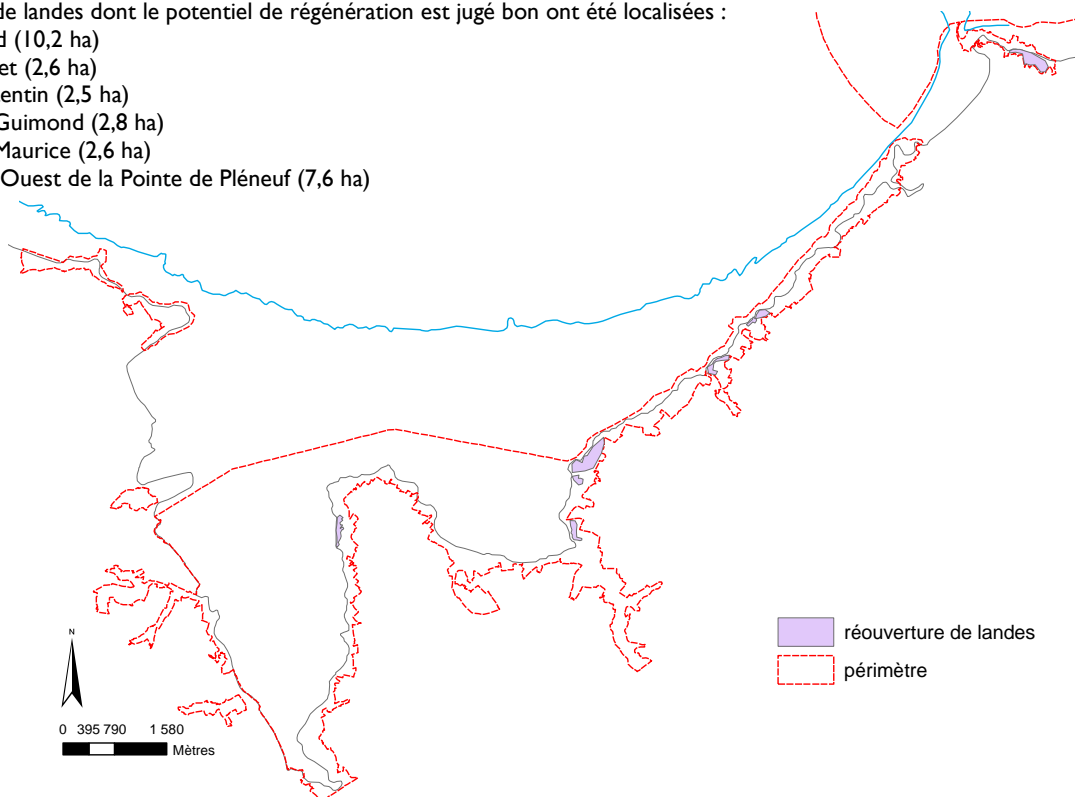 de landes dont le potentiel de régénération est jugé bon ont été localisées :
(10,2 ha)
et (2,6 ha)
entin (2,5 ha)
Guimond (2,8 ha)
Maurice (2,6 ha)
Ouest de la Pointe de Pléneuf (7,6 ha)
réouverture de landes
périmètre
N
0 395 790 1 580
Mètres